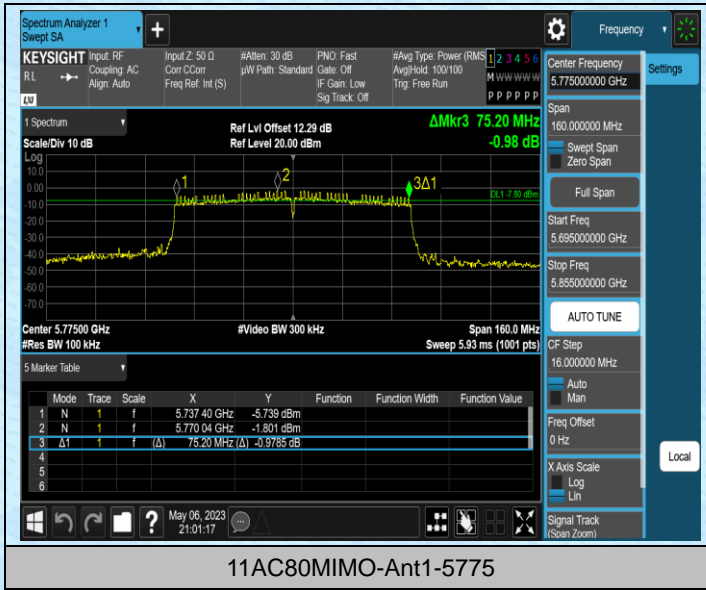 Spectrum Analyzer 1
Swept SA
+
Frequency
KEYSIGHT Input: RF Input Z: 50 Ω #Atten: 30 dB PNO: Fast #Avg Type: Power (RMS 1 2 3 4 5 6
RL Coupling: AC Corr CCorr µW Path: Standard Gate: Off Avg|Hold: 100/100 M W W W W W
Align: Auto Freq Ref: Int (S) IF Gain: Low Trig: Free Run
LXI Sig Track: Off P P P P P P
1 Spectrum
Scale/Div 10 dB
Ref Lvl Offset 12.29 dB
Ref Level 20.00 dBm
ΔMkr3 75.20 MHz
-0.98 dB
Log
10.0
0.00
-10.0
-20.0
-30.0
-40.0
-50.0
-60.0
-70.0
1
2
3Δ1
DL1 -7.80 dBm
Center 5.77500 GHz #Video BW 300 kHz Span 160.0 MHz
#Res BW 100 kHz Sweep 5.93 ms (1001 pts)
5 Marker Table
Mode Trace Scale X Y Function Function Width Function Value
1 N 1 f 5.737 40 GHz -5.739 dBm
2 N 1 f 5.770 04 GHz -1.801 dBm
3 Δ1 1 f (Δ) 75.20 MHz (Δ) -0.9785 dB
4
5
6
? May 06, 2023
21:01:17
Center Frequency
5.775000000 GHz
Settings
Span
160.000000 MHz
Swept Span
Zero Span
Full Span
Start Freq
5.695000000 GHz
Stop Freq
5.855000000 GHz
AUTO TUNE
CF Step
16.000000 MHz
Auto
Man
Freq Offset
0 Hz
Local
X Axis Scale
Log
Lin
Signal Track
(Span Zoom)
11AC80MIMO-Ant1-5775